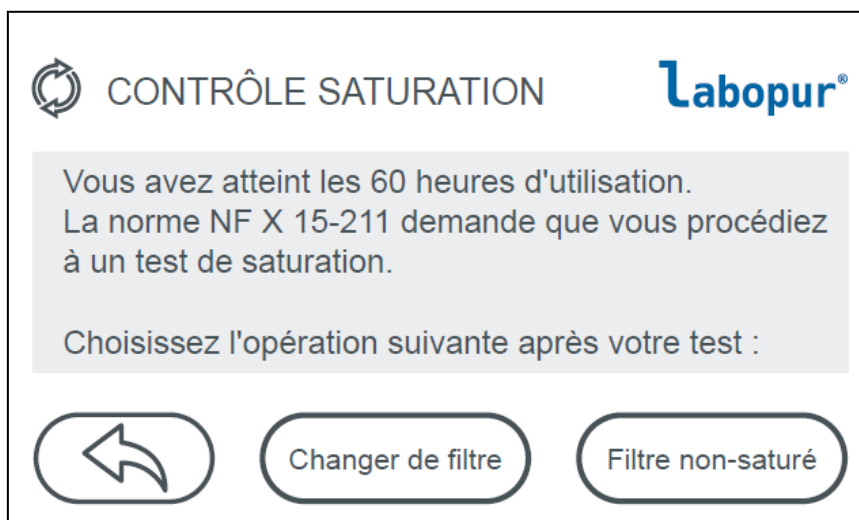 CONTRÔLE SATURATION
Labopur®
Vous avez atteint les 60 heures d'utilisation.
La norme NF X 15-211 demande que vous procédiez
à un test de saturation.
Choisissez l'opération suivante après votre test :
Changer de filtre
Filtre non-saturé